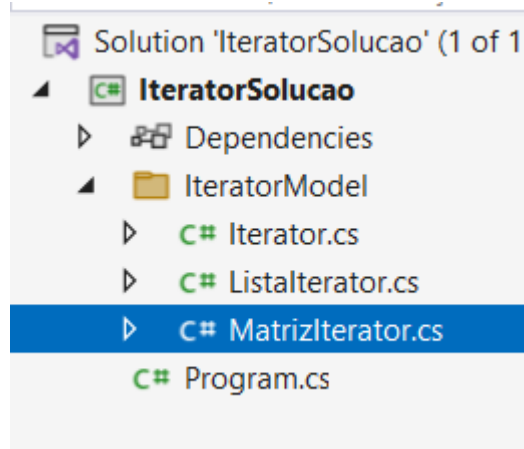 Solution 'IteratorSolucao' (1 of 1
C# IteratorSolucao
Dependencies
IteratorModel
C# Iterator.cs
C# ListaIterator.cs
C# MatrizIterator.cs
C# Program.cs